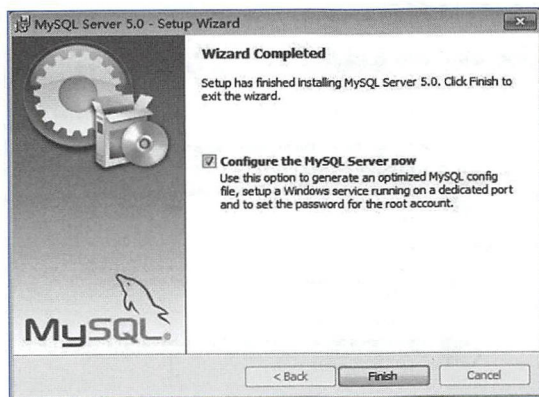 MySQL Server 5.0 - Setup Wizard
Wizard Completed
Setup has finished installing MySQL Server 5.0. Click Finish to
exit the wizard.
Configure the MySQL Server now
Use this option to generate an optimized MySQL config
file, setup a Windows service running on a dedicated port
and to set the password for the root account.
MySQL.
< Back
Finish
Cancel